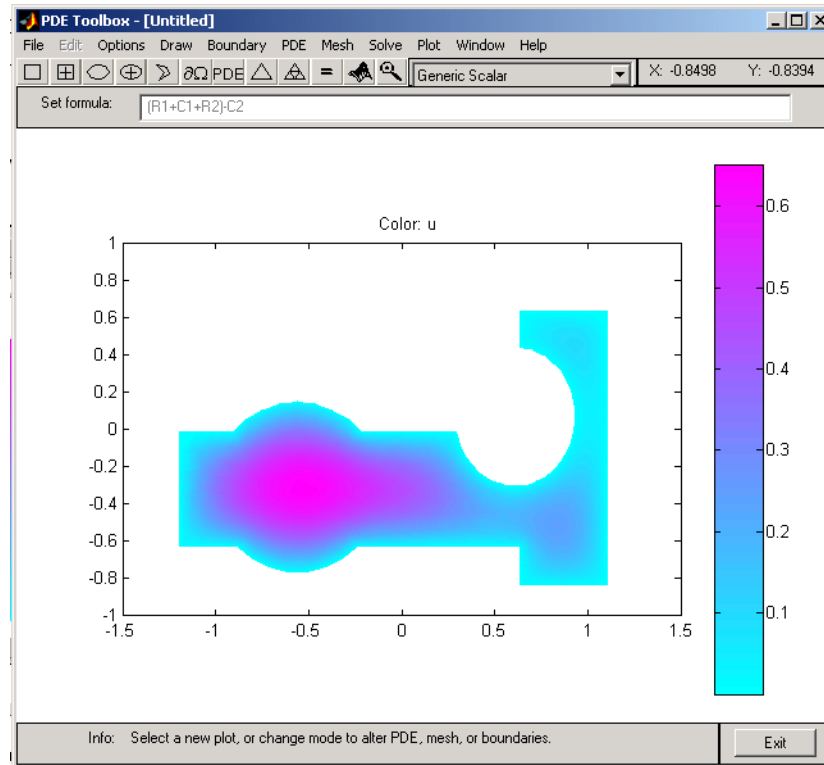 PDE Toolbox - [Untitled]
File Edit Options Draw Boundary PDE Mesh Solve Plot Window Help
∂Ω PDE = Generic Scalar X: -0.8498 Y: -0.8394
Set formula: (R1+C1+R2)-C2
Color: u
1
0.8
0.6
0.4
0.2
0
-0.2
-0.4
-0.6
-0.8
-1
-1.5 -1 -0.5 0 0.5 1 1.5
0.6
0.5
0.4
0.3
0.2
0.1
Info: Select a new plot, or change mode to alter PDE, mesh, or boundaries.
Exit